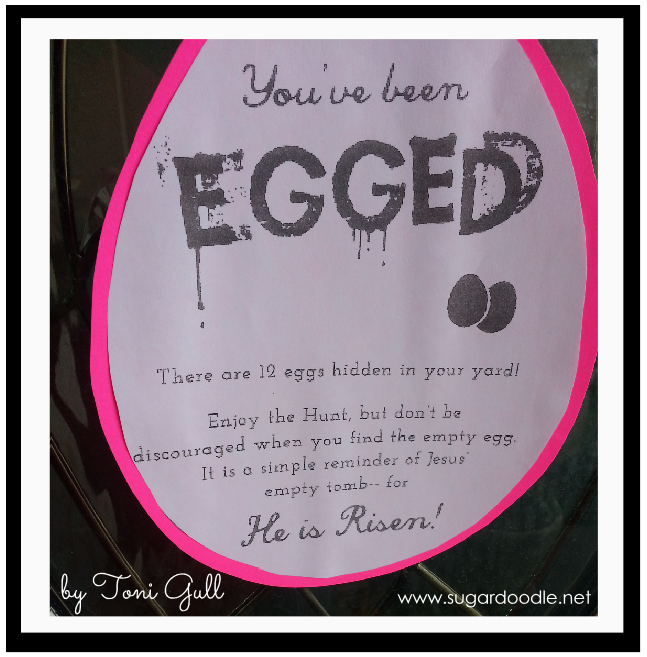 You've been
EGGED
There are 12 eggs hidden in your yard!
Enjoy the Hunt, but don't be
discouraged when you find the empty egg.
It is a simple reminder of Jesus'
empty tomb-- for
He is Risen!
by Toni Gull
www.sugardoodle.net